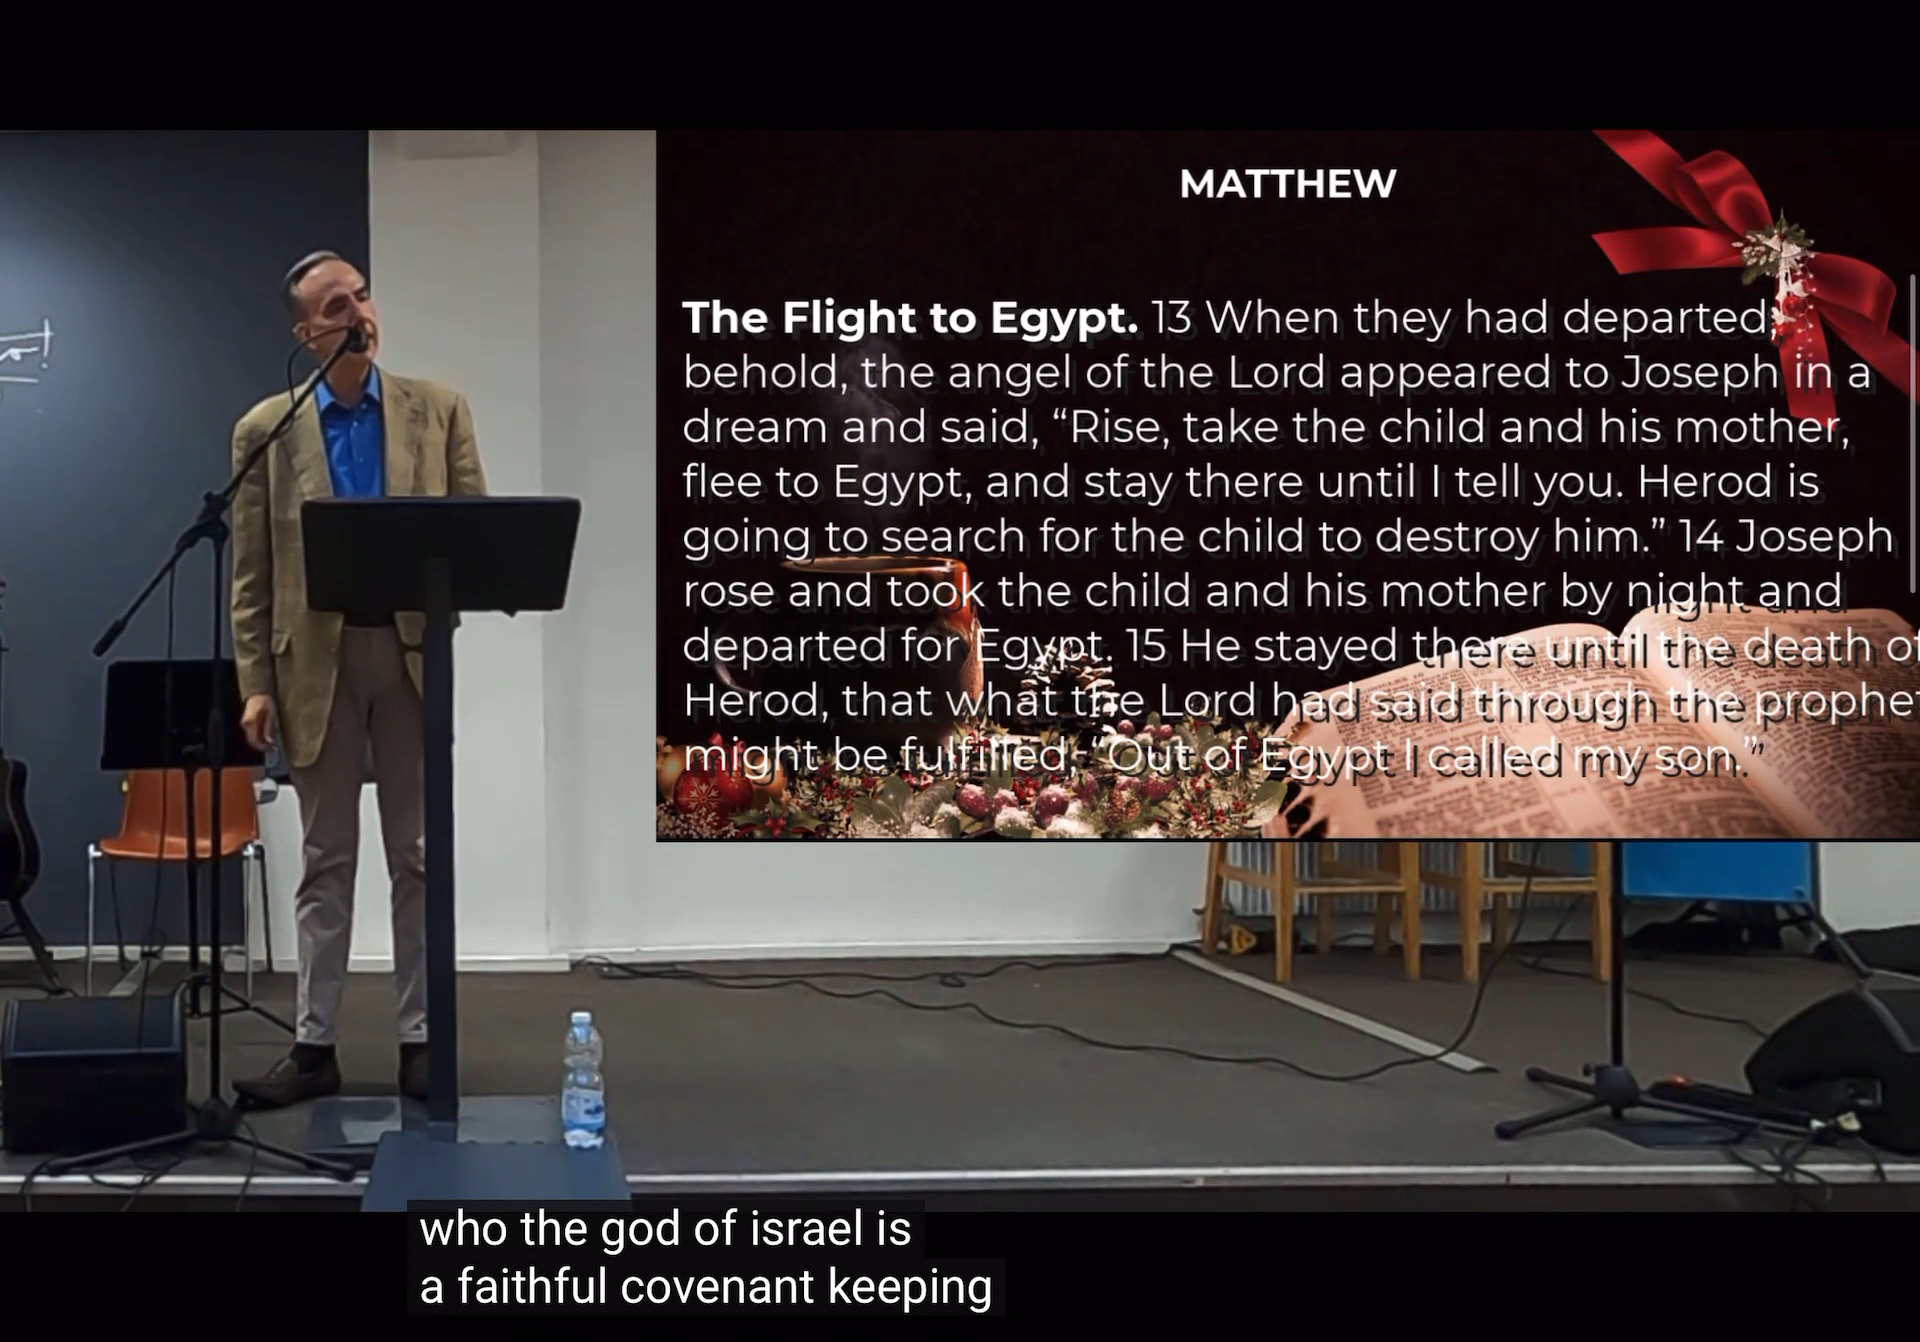 MATTHEW
The Flight to Egypt. 13 When they had departed,
behold, the angel of the Lord appeared to Joseph in a
dream and said, “Rise, take the child and his mother,
flee to Egypt, and stay there until I tell you. Herod is
going to search for the child to destroy him.” 14 Joseph
rose and took the child and his mother by night and
departed for Egypt. 15 He stayed there until the death of
Herod, that what the Lord had said through the prophet
might be fulfilled, “Out of Egypt I called my son.”
who the god of israel is
a faithful covenant keeping